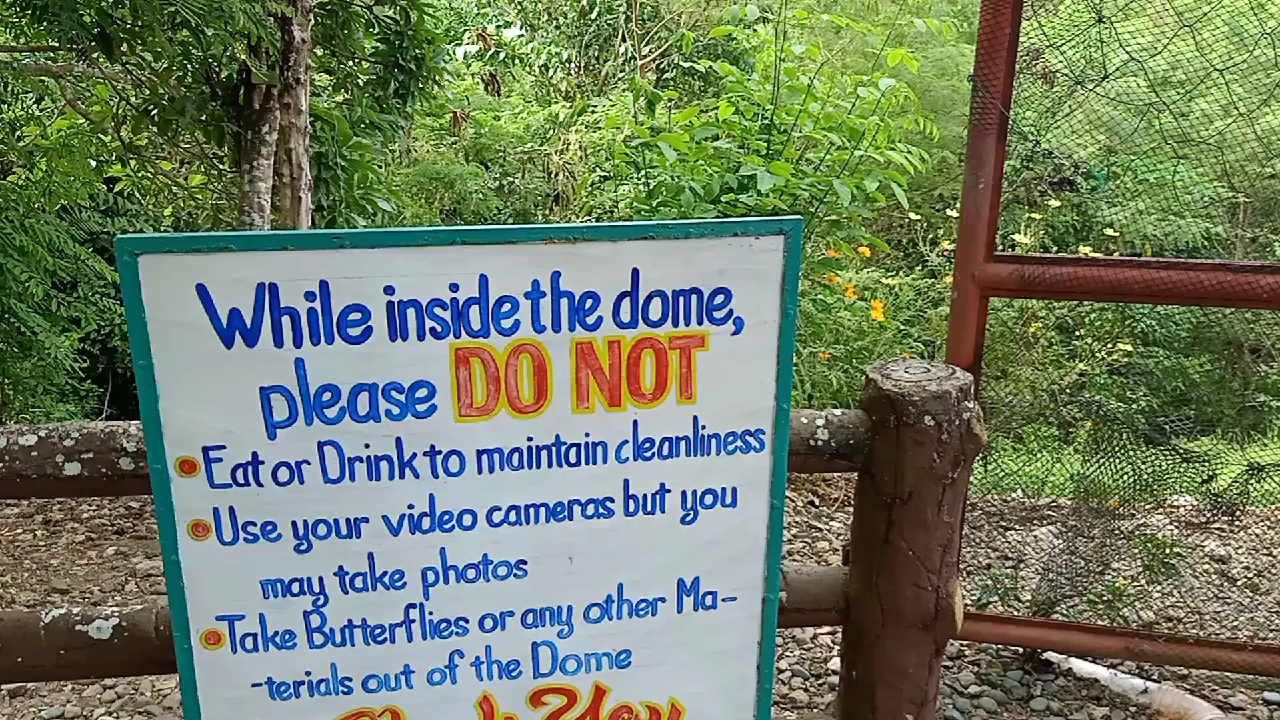 While inside the dome,
please DO NOT
Eat or Drink to maintain cleanliness
Use your video cameras but you
may take photos
Take Butterflies or any other Ma-
-terials out of the Dome
You